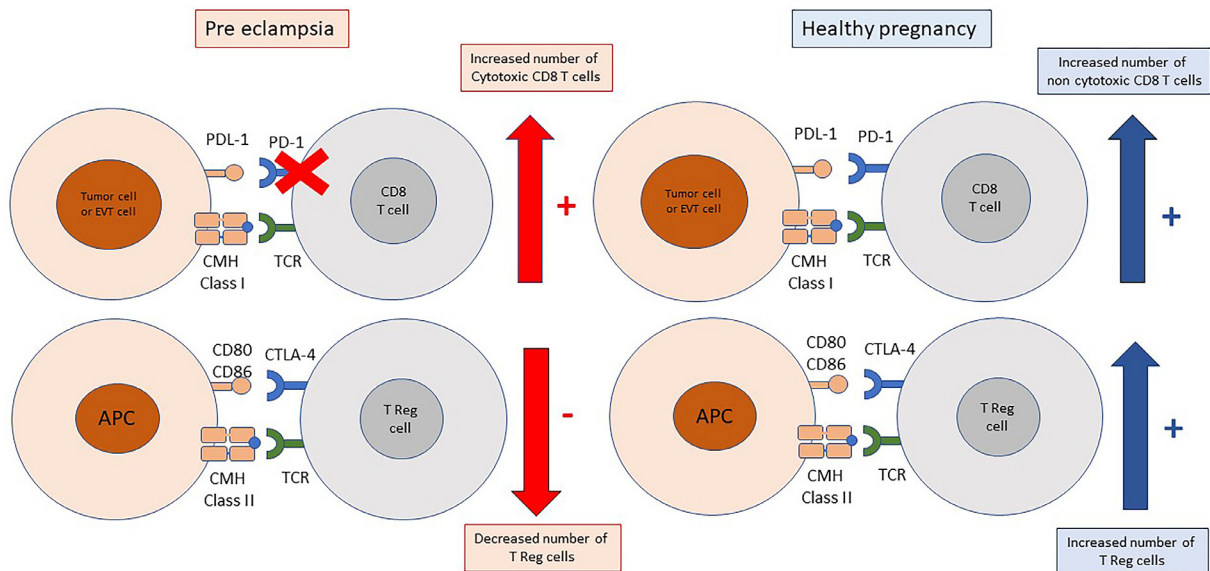 Pre eclampsia
Increased number of
Cytotoxic CD8 T cells
PDL-1
PD-1
Tumor cell
or EVT cell
CD8
T cell
+
CMH
Class I
TCR
CD80
CD86
CTLA-4
APC
T Reg
cell
-
CMH
Class II
TCR
Decreased number of
T Reg cells
Healthy pregnancy
Increased number of
non cytotoxic CD8 T cells
PDL-1
PD-1
Tumor cell
or EVT cell
CD8
T cell
+
CMH
Class I
TCR
CD80
CD86
CTLA-4
APC
T Reg
cell
+
CMH
Class II
TCR
Increased number of
T Reg cells